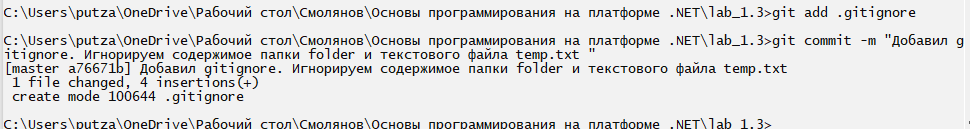 C:\Users\putza\OneDrive\Рабочий стол\Смолянов\Основы программирования на платформе .NET\lab_1.3>git add .gitignore
C:\Users\putza\OneDrive\Рабочий стол\Смолянов\Основы программирования на платформе .NET\lab_1.3>git commit -m "Добавил g
itignore. Игнорируем содержимое папки folder и текстового файла temp.txt "
[master a76671b] Добавил gitignore. Игнорируем содержимое папки folder и текстового файла temp.txt
1 file changed, 4 insertions(+)
create mode 100644 .gitignore
C:\Users\putza\OneDrive\Рабочий стол\Смолянов\Основы программирования на платформе .NET\lab_1.3>